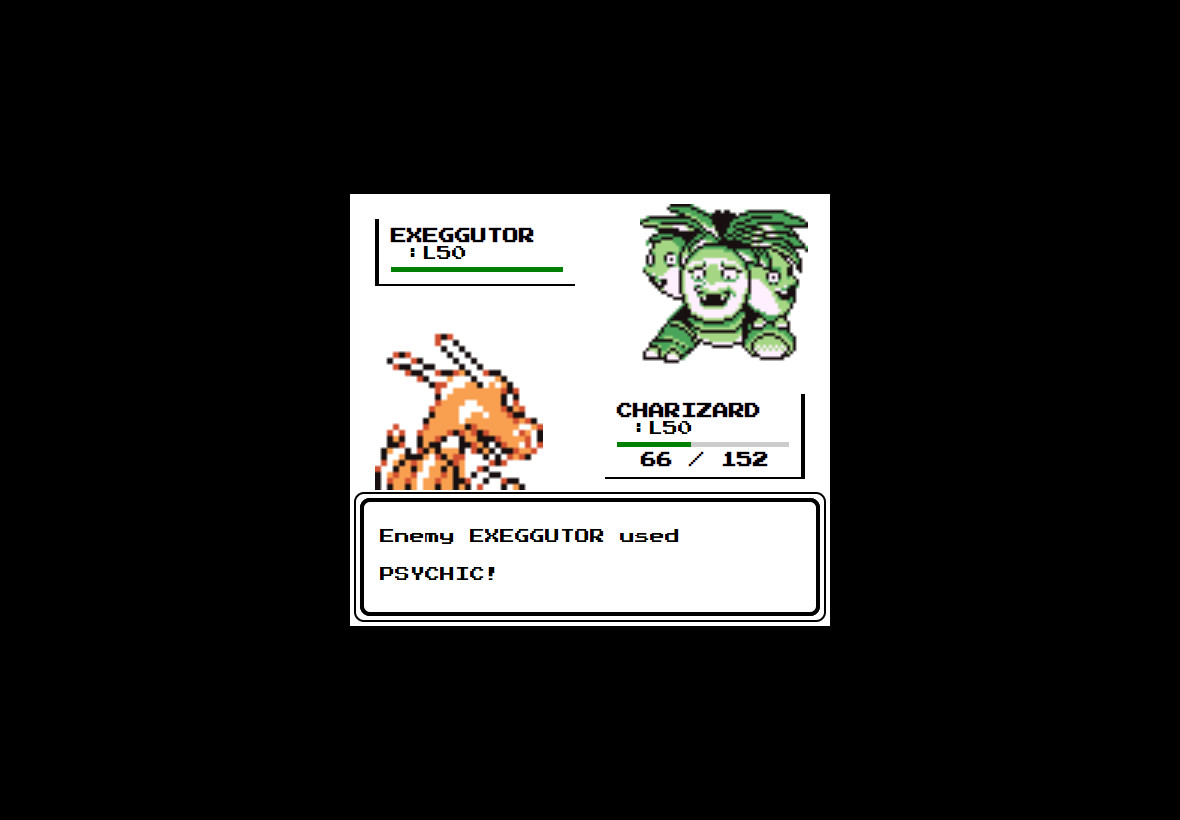 EXEGGUTOR
:L50
CHARIZARD
:L50
66 / 152
Enemy EXEGGUTOR used
PSYCHIC!